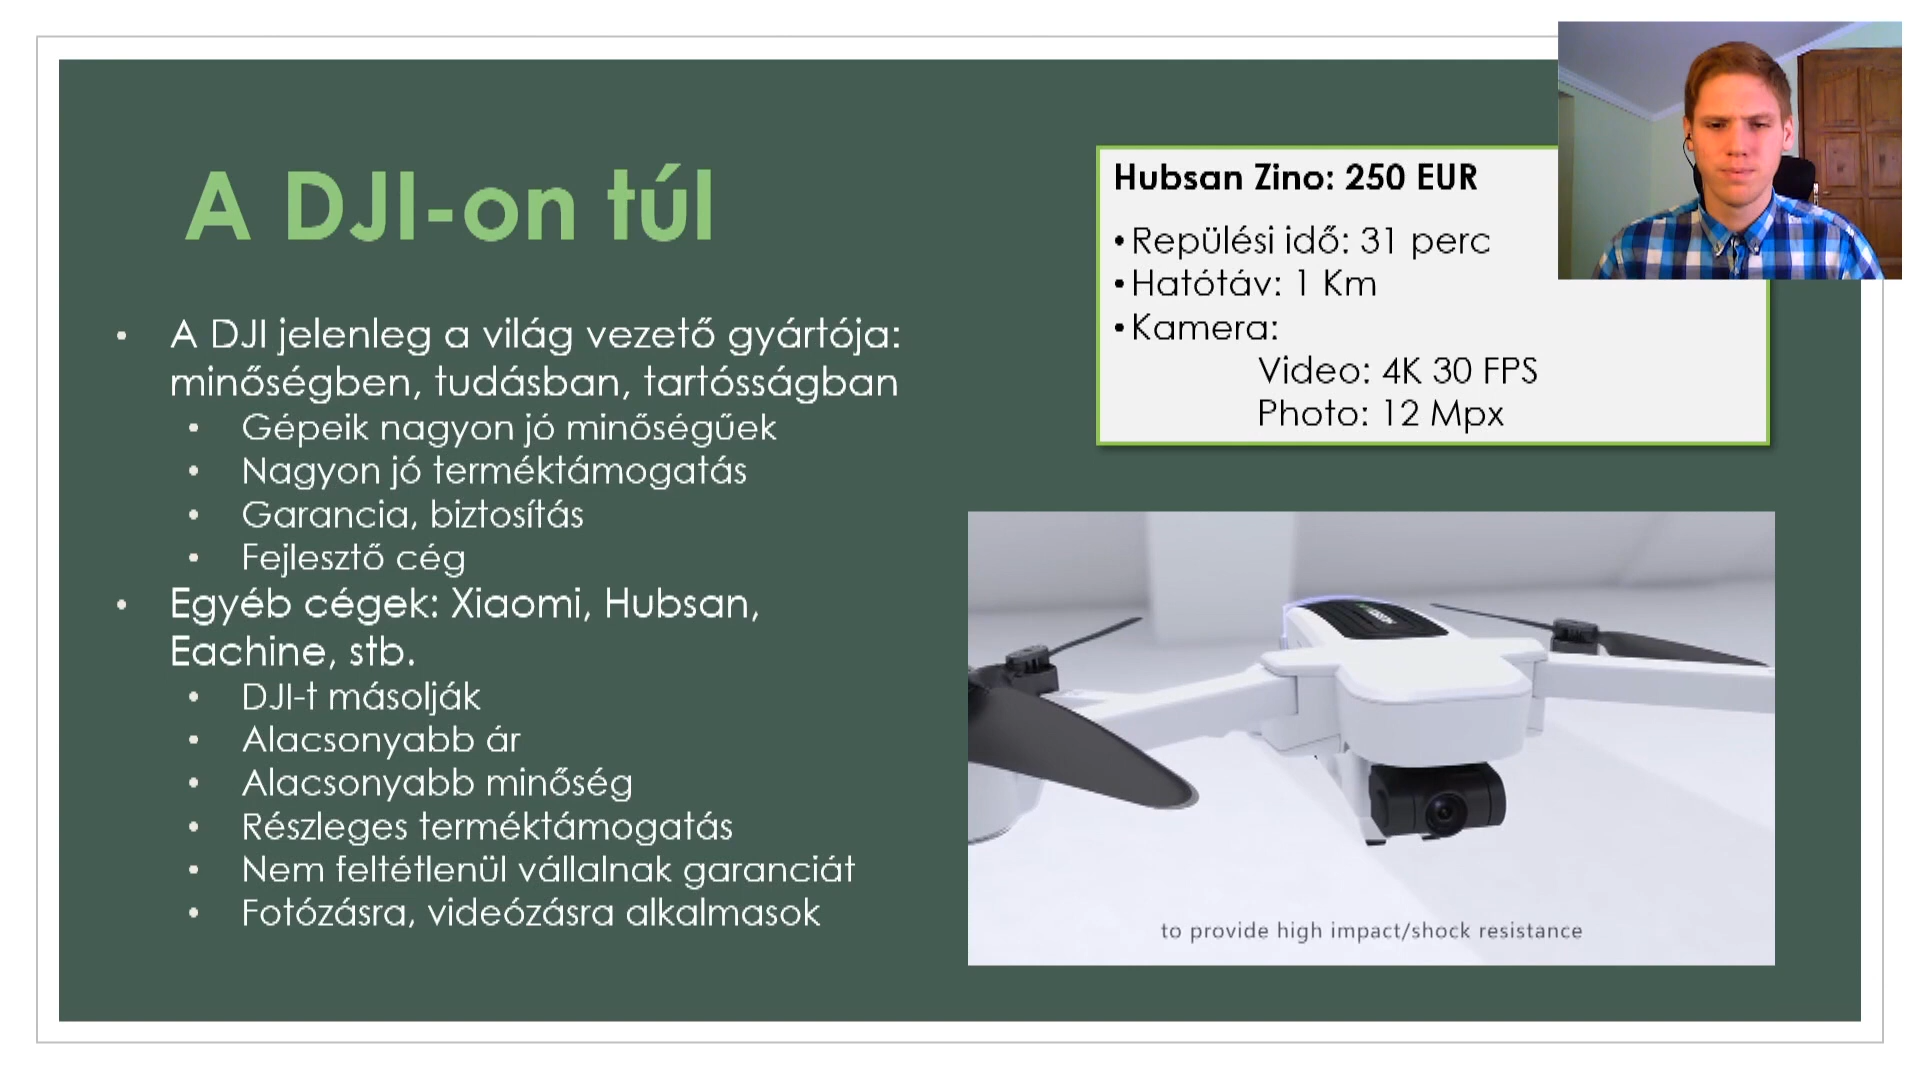 A DJI-on túl
• A DJI jelenleg a világ vezető gyártója:
minőségben, tudásban, tartósságban
• Gépeik nagyon jó minőségűek
• Nagyon jó terméktámogatás
• Garancia, biztosítás
• Fejlesztő cég
• Egyéb cégek: Xiaomi, Hubsan,
Eachine, stb.
• DJI-t másolják
• Alacsonyabb ár
• Alacsonyabb minőség
• Részleges terméktámogatás
• Nem feltétlenül vállalnak garanciát
• Fotózásra, videózásra alkalmasok
Hubsan Zino: 250 EUR
• Repülési idő: 31 perc
• Hatótáv: 1 Km
• Kamera:
Video: 4K 30 FPS
Photo: 12 Mpx
to provide high impact/shock resistance